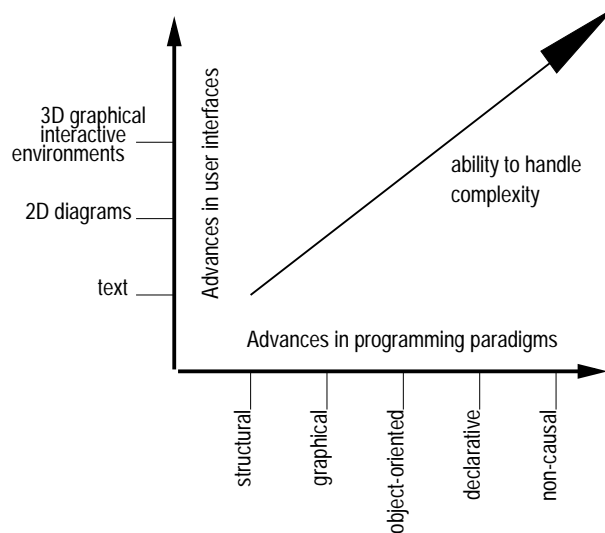 3D graphical
interactive
environments
2D diagrams
text
Advances in user interfaces
ability to handle
complexity
Advances in programming paradigms
structural
graphical
object-oriented
declarative
non-causal